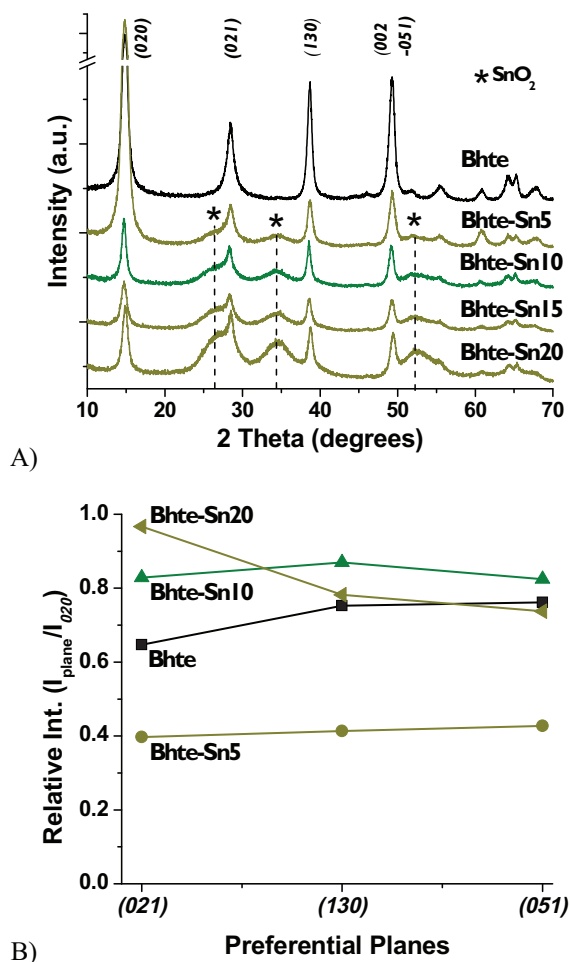 (020)
(021)
(130)
(002
-051)
* SnO2
Bhte
*
*
*
Bhte-Sn5
Bhte-Sn10
Bhte-Sn15
Bhte-Sn20
Intensity (a.u.)
10 20 30 40 50 60 70
2 Theta (degrees)
A)
1.0
0.8
0.6
0.4
0.2
0.0
Bhte-Sn20
Bhte-Sn10
Bhte
Bhte-Sn5
Relative Int. (Iplane/I020)
(021) (130) (051)
Preferential Planes
B)